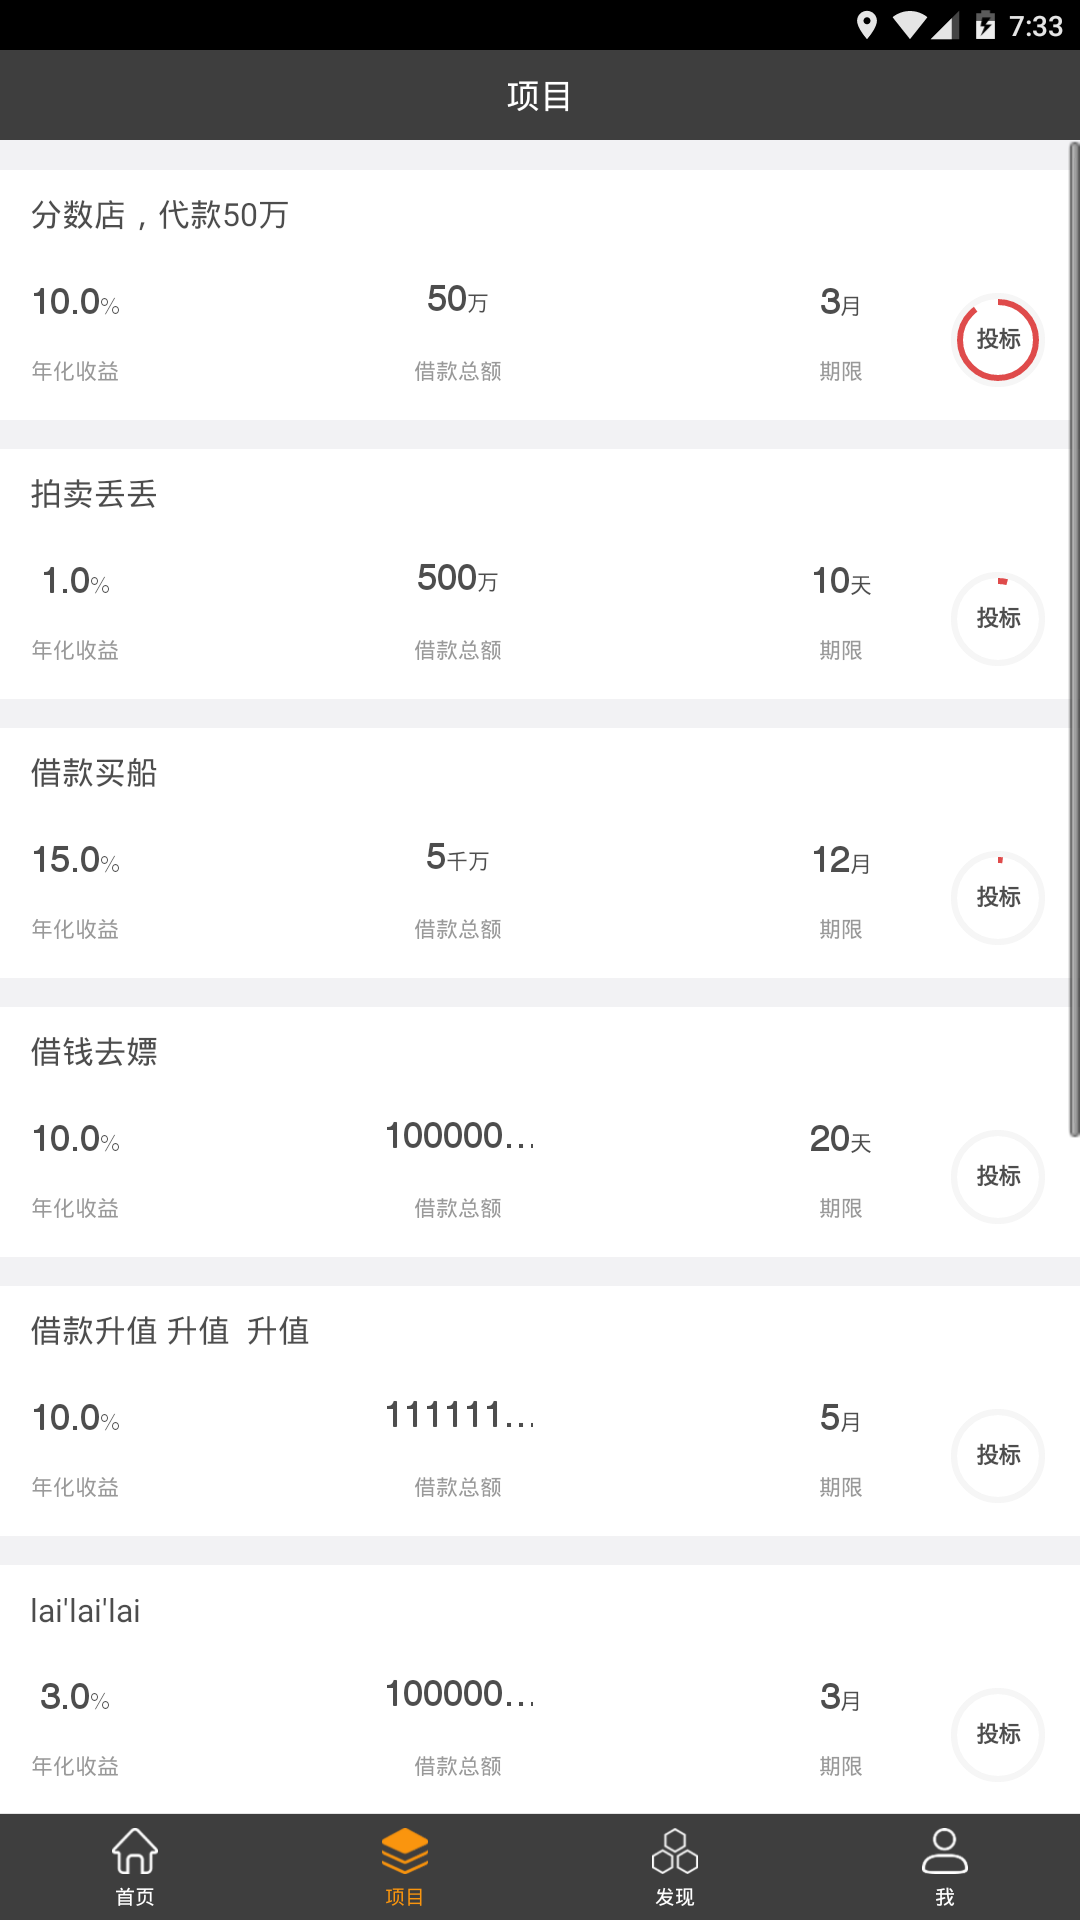 7:33
项目
分数店，代款50万
10.0% 50万 3月 投标
年化收益 借款总额 期限
拍卖丢丢
1.0% 500万 10天 投标
年化收益 借款总额 期限
借款买船
15.0% 5千万 12月 投标
年化收益 借款总额 期限
借钱去嫖
10.0% 100000... 20天 投标
年化收益 借款总额 期限
借款升值 升值 升值
10.0% 111111... 5月 投标
年化收益 借款总额 期限
lai'lai'lai
3.0% 100000... 3月 投标
年化收益 借款总额 期限
首页 项目 发现 我